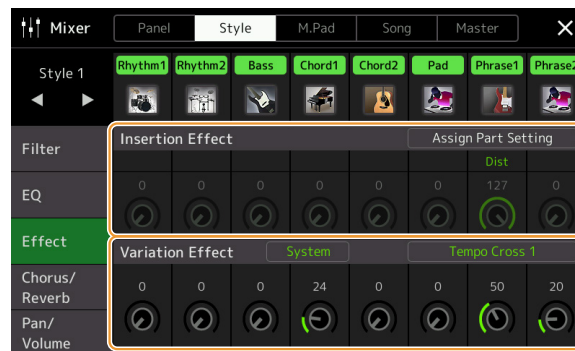 Mixer
Panel Style M.Pad Song Master
Style 1
Rhythm1 Rhythm2 Bass Chord1 Chord2 Pad Phrase1 Phrase2
Filter
EQ
Effect
Chorus/
Reverb
Pan/
Volume
Insertion Effect Assign Part Setting
Dist
0 0 0 0 0 0 127 0
Variation Effect System Tempo Cross 1
0 0 0 24 0 0 50 20